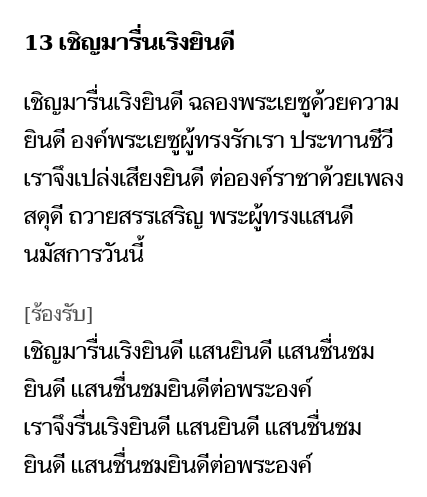 13 เชิญมารื่นเริงยินดี
เชิญมารื่นเริงยินดี ฉลองพระเยซูด้วยความ
ยินดี องค์พระเยซูผู้ทรงรักเรา ประทานชีวี
เราจึงเปล่งเสียงยินดี ต่อองค์ราชาด้วยเพลง
สดุดี ถวายสรรเสริญ พระผู้ทรงแสนดี
นมัสการวันนี้
[ร้องรับ]
เชิญมารื่นเริงยินดี แสนยินดี แสนชื่นชม
ยินดี แสนชื่นชมยินดีต่อพระองค์
เราจึงรื่นเริงยินดี แสนยินดี แสนชื่นชม
ยินดี แสนชื่นชมยินดีต่อพระองค์